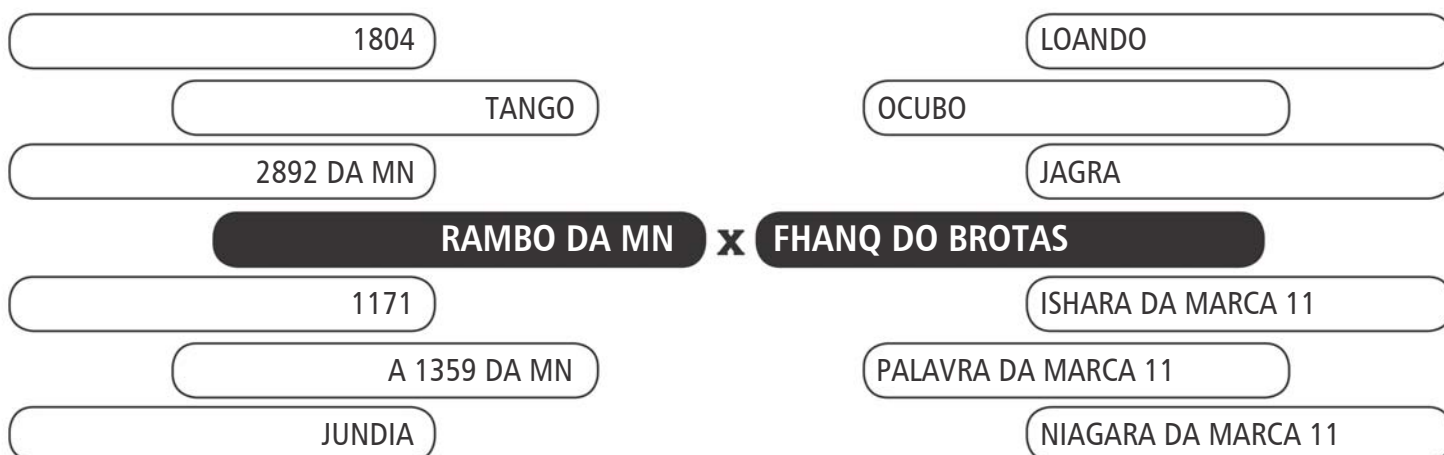 1804 LOANDO
TANGO OCUBO
2892 DA MN JAGRA
RAMBO DA MN X FHANQ DO BROTAS
1171 ISHARA DA MARCA 11
A 1359 DA MN PALAVRA DA MARCA 11
JUNDIA NIAGARA DA MARCA 11